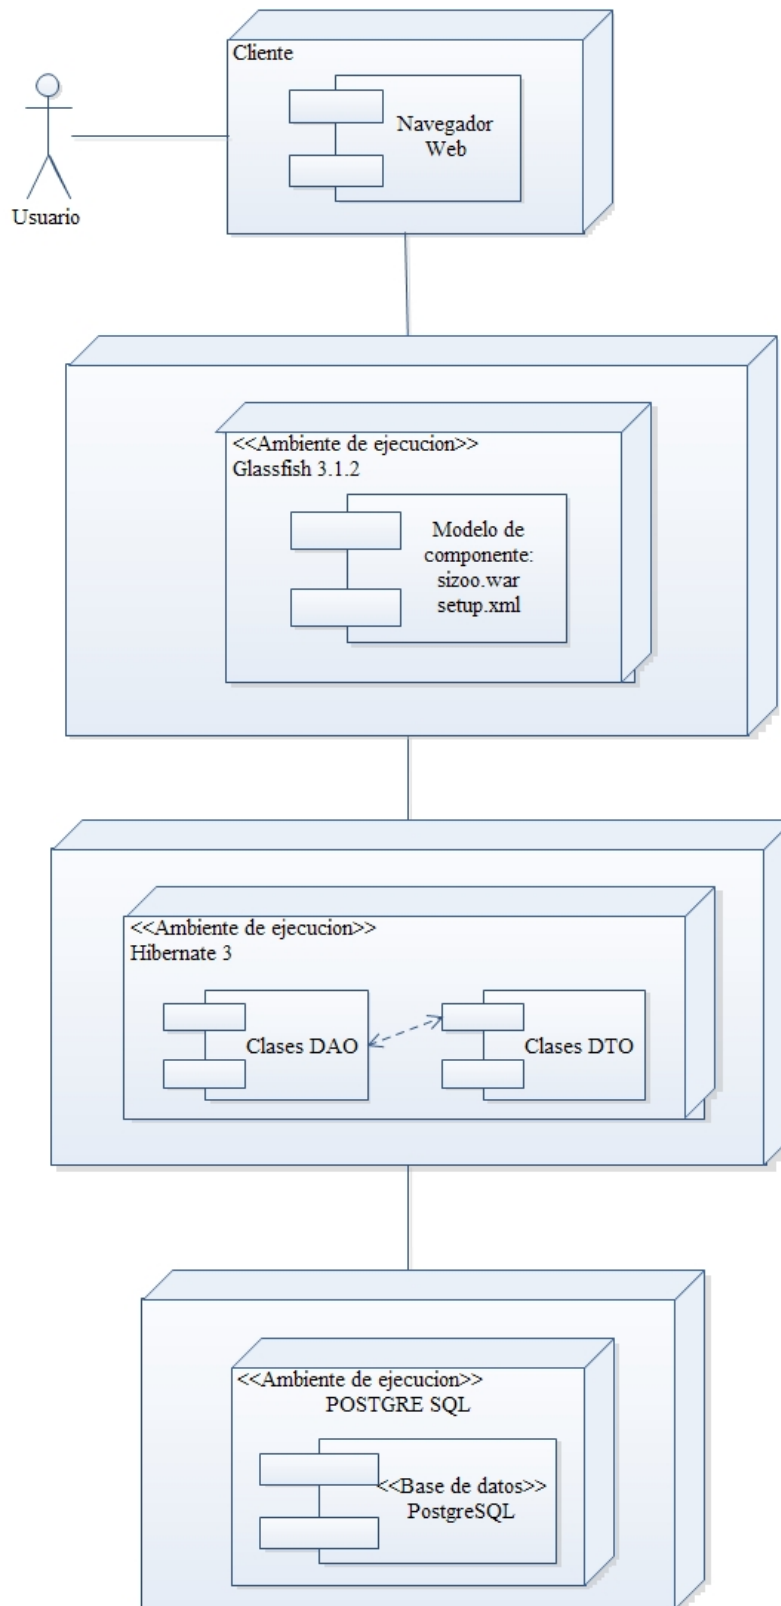 Cliente
Navegador
Web
Usuario
<<Ambiente de ejecucion>>
Glassfish 3.1.2
Modelo de
componente:
sizoo.war
setup.xml
<<Ambiente de ejecucion>>
Hibernate 3
Clases DAO
Clases DTO
<<Ambiente de ejecucion>>
POSTGRE SQL
<<Base de datos>>
PostgreSQL